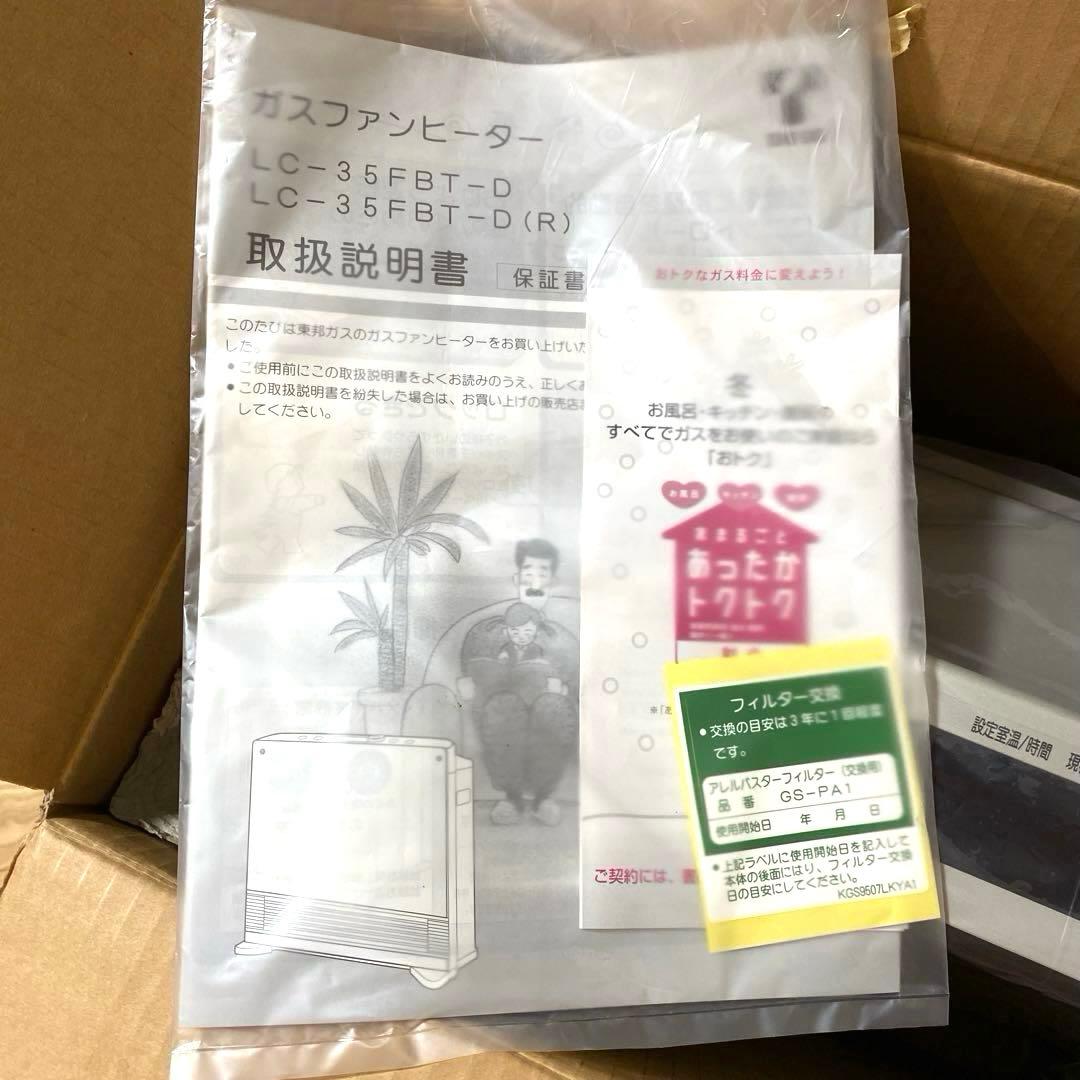 ガスファンヒーター
LC-35FBT-D
LC-35FBT-D(R)
取扱説明書
保証書
このたびは東邦ガスのガスファンヒーターをお買い上げいた
した。
●ご使用前にこの取扱説明書をよくお読みのうえ、正しくお
●この取扱説明書を紛失した場合は、お買い上げの販売店ま
してください。
おトクなガス料金に変えよう!
冬
お風呂・キッチン・
すべてでガスをお使いのご家庭なら
「おトク」
お風呂
キッチン
まるごと
あったか
トクトク
ご契約には、
フィルター交換
●交換の目安は3年に1回程度
です。
アレルバスターフィルター(交換用)
品番 GS-PA1
使用開始日 年 月 日
●上記ラベルに使用開始日を記入して
本体の後面にはり、フィルター交換
日の目安にしてください。
KGS9507LKYA1
設定室温/時間 現